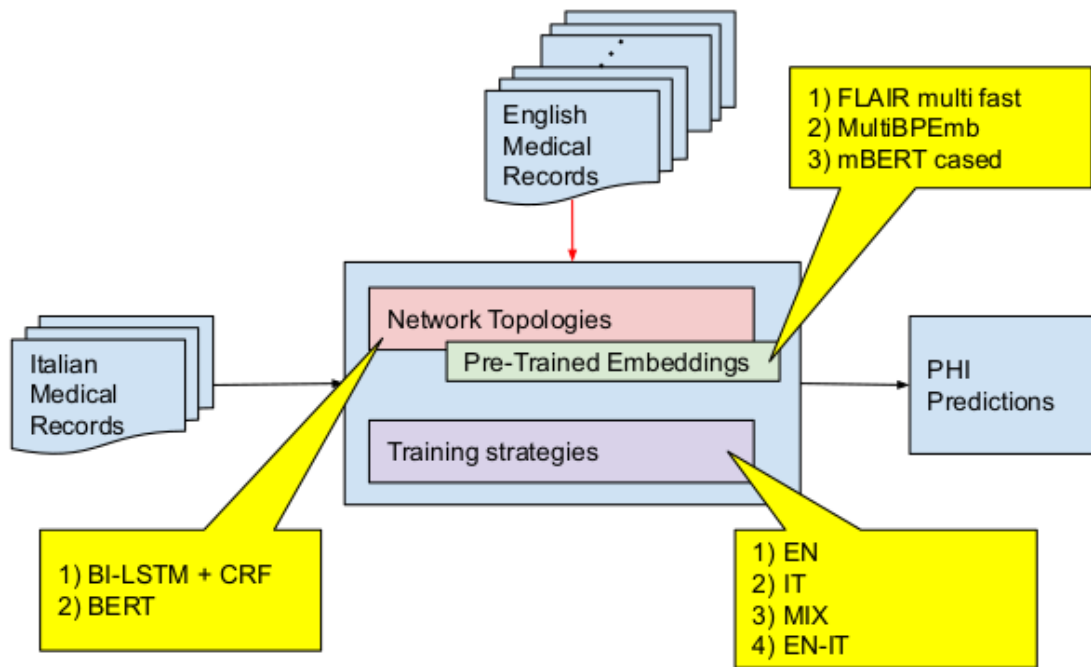 English
Medical
Records
1) FLAIR multi fast
2) MultiBPEmb
3) mBERT cased
Network Topologies
Pre-Trained Embeddings
Italian
Medical
Records
PHI
Predictions
Training strategies
1) BI-LSTM + CRF
2) BERT
1) EN
2) IT
3) MIX
4) EN-IT